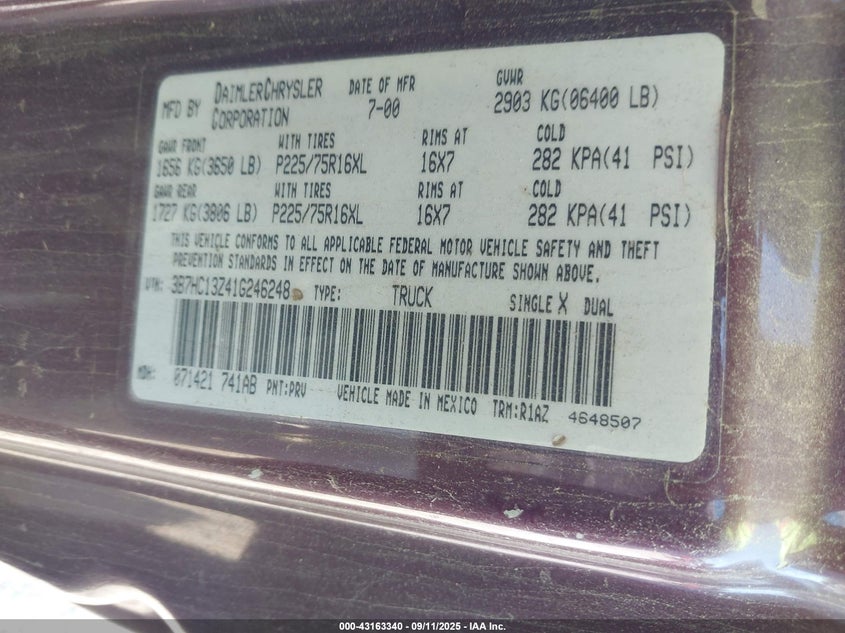 MFD BY DAIMLERCHRYSLER CORPORATION DATE OF MFR 7-00 GVWR 2903 KG(06400 LB)
GAWR FRONT WITH TIRES RIMS AT COLD
1656 KG(3650 LB) P225/75R16XL 16X7 282 KPA(41 PSI)
GAWR REAR WITH TIRES RIMS AT COLD
1727 KG(3806 LB) P225/75R16XL 16X7 282 KPA(41 PSI)
THIS VEHICLE CONFORMS TO ALL APPLICABLE FEDERAL MOTOR VEHICLE SAFETY AND THEFT
PREVENTION STANDARDS IN EFFECT ON THE DATE OF MANUFACTURE SHOWN ABOVE.
VIN: 3B7HC13Z41G246248 TYPE: TRUCK SINGLE X DUAL
MDH: 071421 741AB PNT:PRV VEHICLE MADE IN MEXICO TRM:R1AZ 4648507
000-43163340 - 09/11/2025 - IAA Inc.